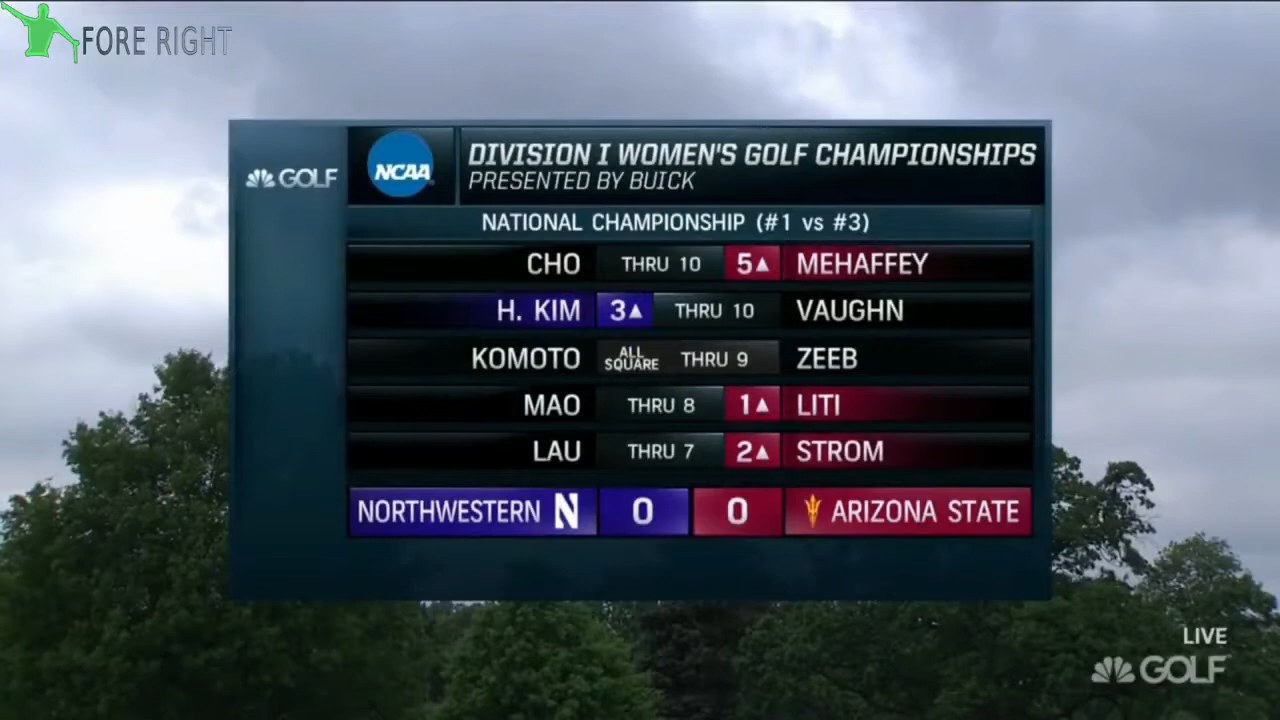 FORE RIGHT
GOLF
NCAA
DIVISION I WOMEN'S GOLF CHAMPIONSHIPS
PRESENTED BY BUICK
NATIONAL CHAMPIONSHIP (#1 vs #3)
CHO THRU 10 5▲ MEHAFFEY
H. KIM 3▲ THRU 10 VAUGHN
KOMOTO ALL SQUARE THRU 9 ZEEB
MAO THRU 8 1▲ LITI
LAU THRU 7 2▲ STROM
NORTHWESTERN N 0 0 ARIZONA STATE
LIVE
GOLF